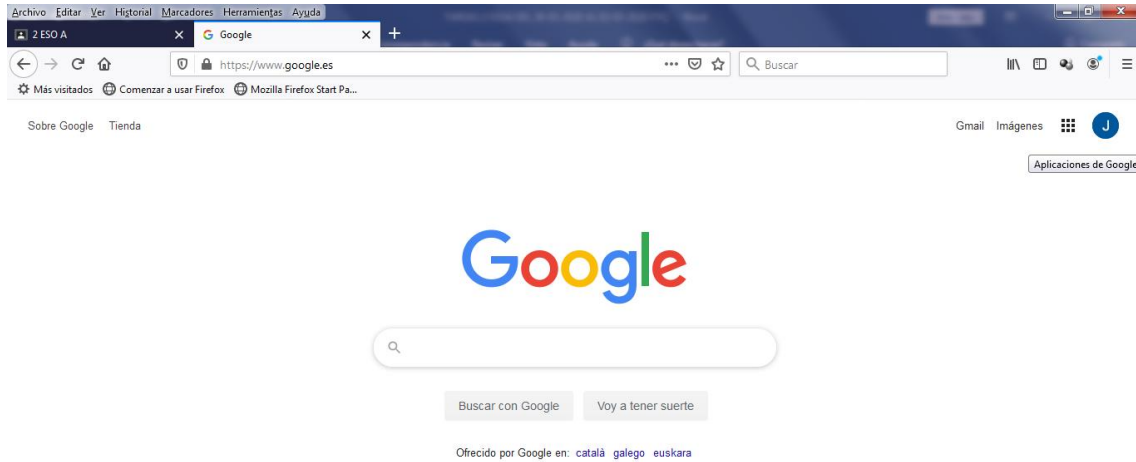 Archivo Editar Ver Historial Marcadores Herramientas Ayuda
2 ESO A Google
https://www.google.es Buscar
Más visitados Comenzar a usar Firefox Mozilla Firefox Start Pa...
Sobre Google Tienda Gmail Imágenes J
Aplicaciones de Google
Google
Buscar con Google Voy a tener suerte
Ofrecido por Google en: català galego euskara